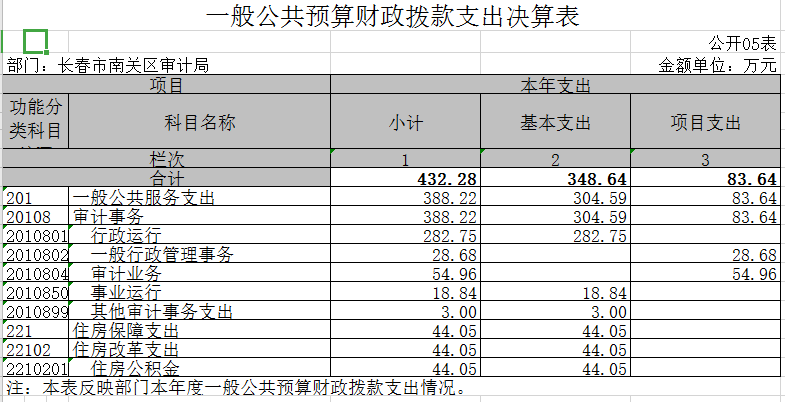 一般公共预算财政拨款支出决算表
公开05表
部门：长春市南关区审计局 金额单位：万元
项目 本年支出
功能分类科目 科目名称 小计 基本支出 项目支出
栏次 1 2 3
合计 432.28 348.64 83.64
201 一般公共服务支出 388.22 304.59 83.64
20108 审计事务 388.22 304.59 83.64
2010801 行政运行 282.75 282.75
2010802 一般行政管理事务 28.68 28.68
2010804 审计业务 54.96 54.96
2010850 事业运行 18.84 18.84
2010899 其他审计事务支出 3.00 3.00
221 住房保障支出 44.05 44.05
22102 住房改革支出 44.05 44.05
2210201 住房公积金 44.05 44.05
注：本表反映部门本年度一般公共预算财政拨款支出情况。